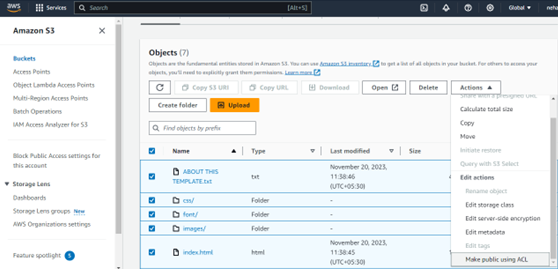 aws
Services
Search
[Alt+S]
Global
neha
Amazon S3
Buckets
Access Points
Object Lambda Access Points
Multi-Region Access Points
Batch Operations
IAM Access Analyzer for S3
Block Public Access settings for
this account
Storage Lens
Dashboards
Storage Lens groups New
AWS Organizations settings
Feature spotlight
Objects (7)
Objects are the fundamental entities stored in Amazon S3. You can use Amazon S3 inventory to get a list of all objects in your bucket. For others to access your
objects, you'll need to explicitly grant them permissions. Learn more
Copy S3 URI
Copy URL
Download
Open
Delete
Actions
Create folder
Upload
Find objects by prefix
Name
Type
Last modified
Size
ABOUT THIS
TEMPLATE.txt
txt
November 20, 2023,
11:38:46
(UTC+05:30)
css/
Folder
-
font/
Folder
-
images/
Folder
-
index.html
html
November 20, 2023,
11:38:45
(UTC+05:30)
Share with a presigned URL
Calculate total size
Copy
Move
Initiate restore
Query with S3 Select
Edit actions
Rename object
Edit storage class
Edit server-side encryption
Edit metadata
Edit tags
Make public using ACL